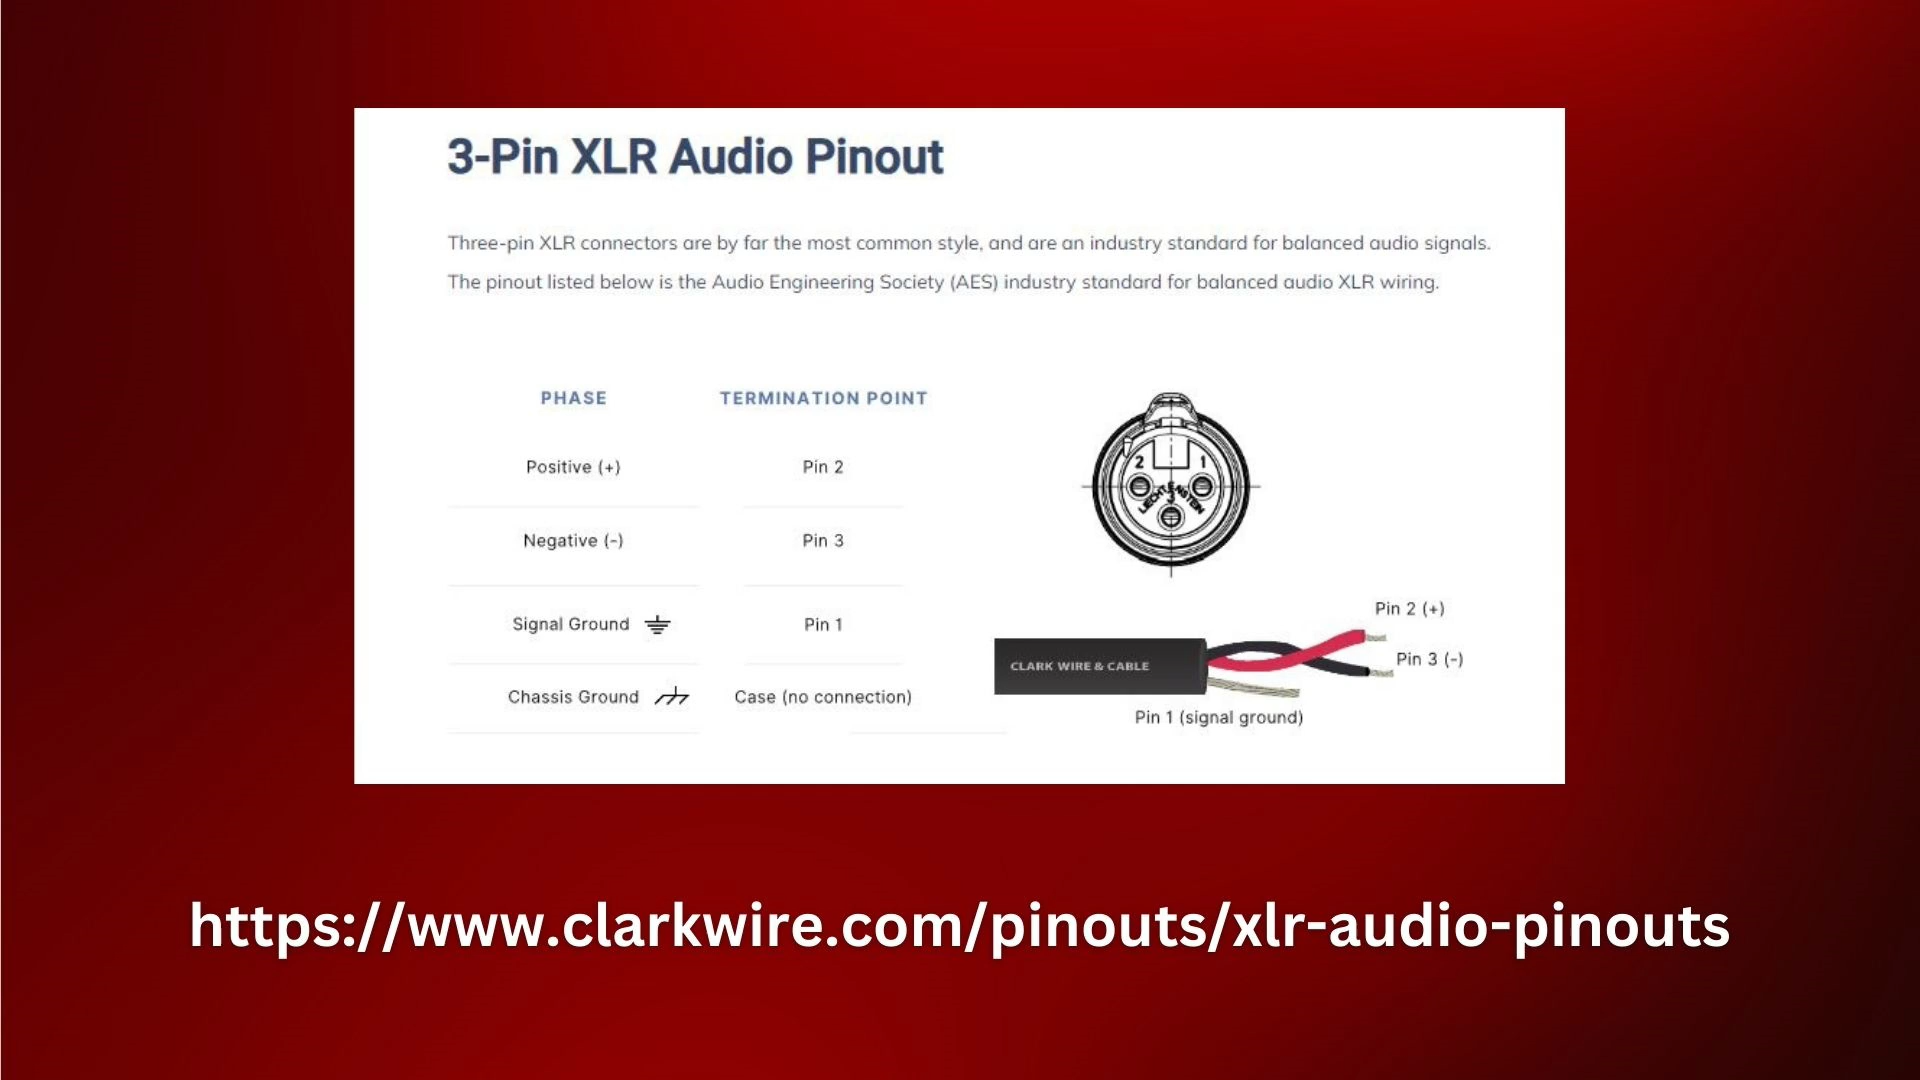 3-Pin XLR Audio Pinout
Three-pin XLR connectors are by far the most common style, and are an industry standard for balanced audio signals.
The pinout listed below is the Audio Engineering Society (AES) industry standard for balanced audio XLR wiring.
PHASE TERMINATION POINT
Positive (+) Pin 2
Negative (-) Pin 3
Signal Ground Pin 1
Chassis Ground Case (no connection)
2 1
3
LIECHTENSTEIN
Pin 2 (+)
CLARK WIRE & CABLE
Pin 3 (-)
Pin 1 (signal ground)
https://www.clarkwire.com/pinouts/xlr-audio-pinouts